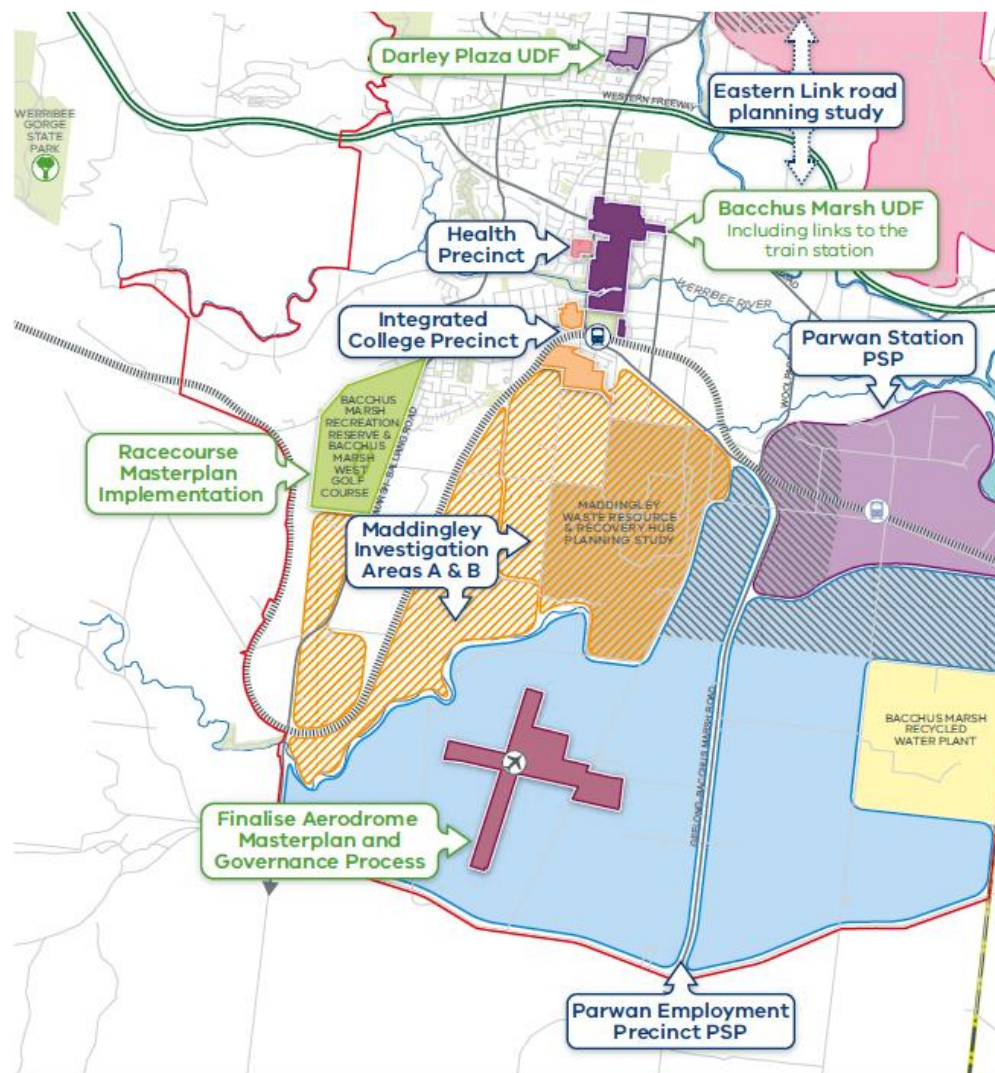 Darley Plaza UDF
WESTERN FREEWAY
Eastern Link road
planning study
WERRIBEE
GORGE
STATE
PARK
Bacchus Marsh UDF
Including links to the
train station
Health
Precinct
ROAD
WERRIBEE RIVER
Integrated
College Precinct
Parwan Station
PSP
BACCHUS
MARSH
RECREATION
RESERVE &
BACCHUS
MARSH
WEST
GOLF
COURSE
Racecourse
Masterplan
Implementation
MADDINGLEY
WASTE RESOURCE
& RECOVERY HUB
PLANNING STUDY
Maddingley
Investigation
Areas A & B
BACCHUS MARSH
RECYCLED
WATER PLANT
GEELONG-BACCHUS MARSH ROAD
Finalise Aerodrome
Masterplan and
Governance Process
Parwan Employment
Precinct PSP